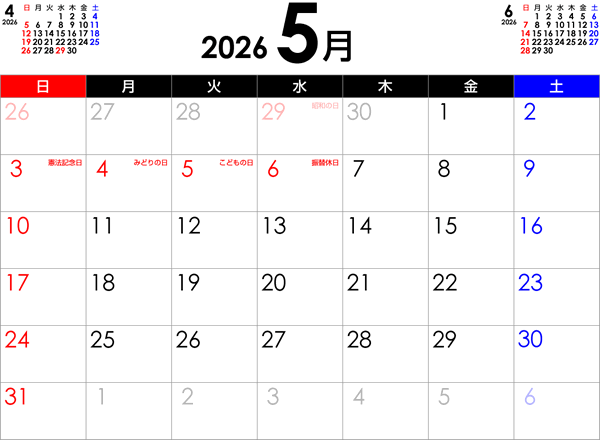 4
2026
日 月 火 水 木 金 土
1 2 3 4
5 6 7 8 9 10 11
12 13 14 15 16 17 18
19 20 21 22 23 24 25
26 27 28 29 30
2026 5月
6
2026
日 月 火 水 木 金 土
1 2 3 4 5 6
7 8 9 10 11 12 13
14 15 16 17 18 19 20
21 22 23 24 25 26 27
28 29 30
日 月 火 水 木 金 土
26 27 28 29 昭和の日 30 1 2
3 憲法記念日 4 みどりの日 5 こどもの日 6 振替休日 7 8 9
10 11 12 13 14 15 16
17 18 19 20 21 22 23
24 25 26 27 28 29 30
31 1 2 3 4 5 6